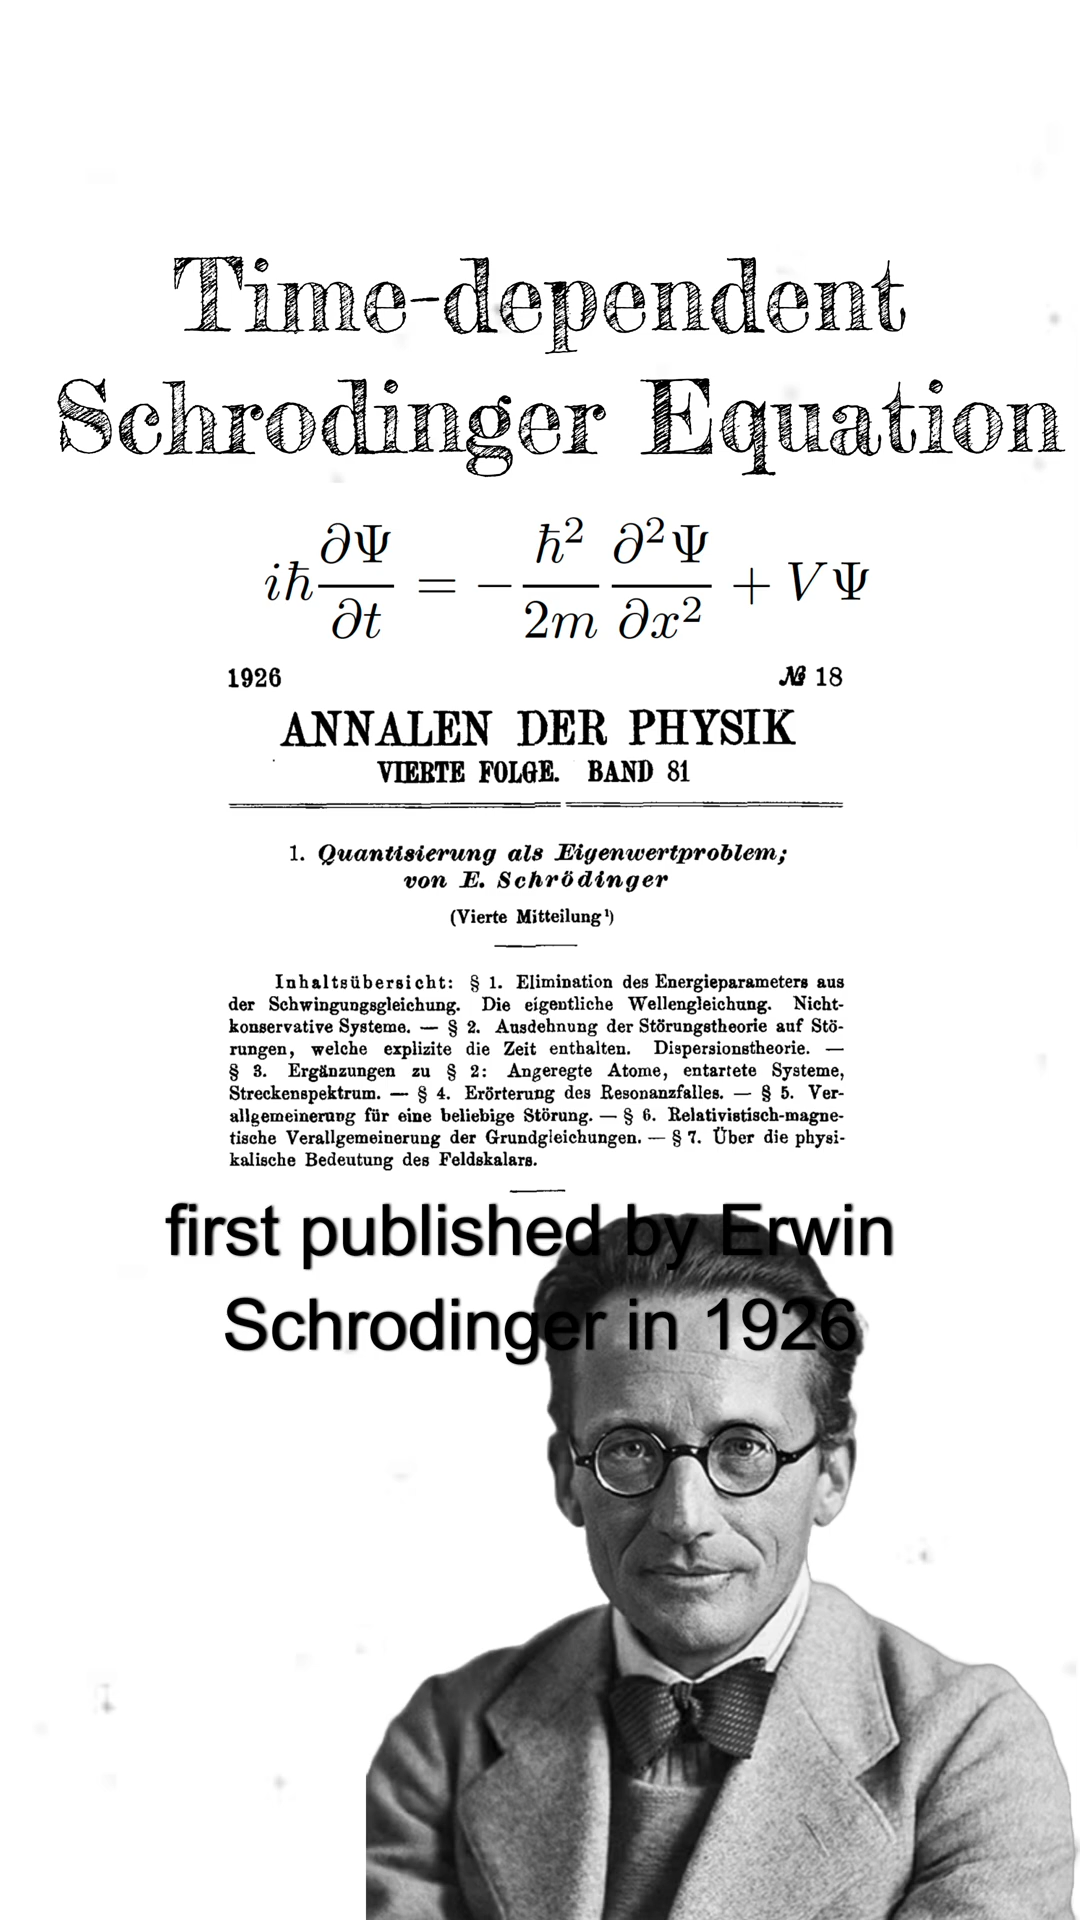 Time-dependent
Schrodinger Equation
iħ ∂Ψ/∂t = − ħ²/2m ∂²Ψ/∂x² + VΨ
1926 № 18
ANNALEN DER PHYSIK
VIERTE FOLGE. BAND 81
1. Quantisierung als Eigenwertproblem;
von E. Schrödinger
(Vierte Mitteilung¹)
Inhaltsübersicht: § 1. Elimination des Energieparameters aus
der Schwingungsgleichung. Die eigentliche Wellengleichung. Nicht-
konservative Systeme. — § 2. Ausdehnung der Störungstheorie auf Stö-
rungen, welche explizite die Zeit enthalten. Dispersionstheorie. —
§ 3. Ergänzungen zu § 2: Angeregte Atome, entartete Systeme,
Streckenspektrum. — § 4. Erörterung des Resonanzfalles. — § 5. Ver-
allgemeinerung für eine beliebige Störung. — § 6. Relativistisch-magne-
tische Verallgemeinerung der Grundgleichungen. — § 7. Über die physi-
kalische Bedeutung des Feldskalars.
first published by Erwin
Schrodinger in 1926